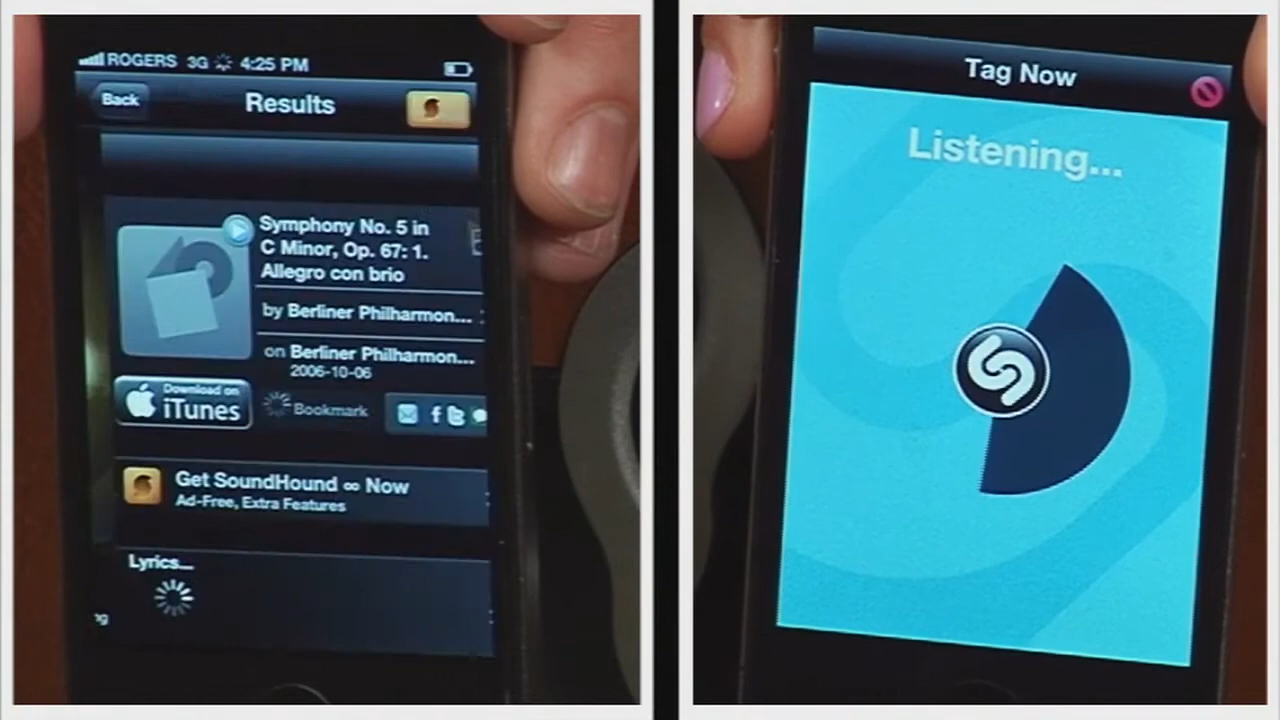 ROGERS 3G 4:25 PM
Back
Results
Symphony No. 5 in
C Minor, Op. 67: 1.
Allegro con brio
by Berliner Philharmon...
on Berliner Philharmon...
2006-10-06
Download on
iTunes
Bookmark
Get SoundHound ∞ Now
Ad-Free, Extra Features
Lyrics...
Tag Now
Listening...